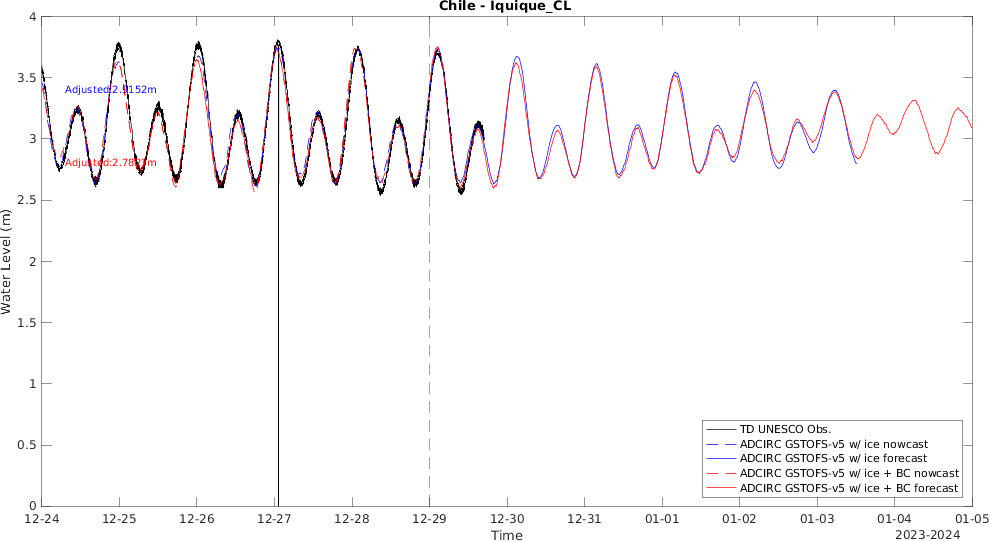 Chile - Iquique_CL
Water Level (m)
4
3.5
3
2.5
2
1.5
1
0.5
0
Adjusted:2.9152m
TD UNESCO Obs.
ADCIRC GSTOFS-v5 w/ ice nowcast
ADCIRC GSTOFS-v5 w/ ice forecast
ADCIRC GSTOFS-v5 w/ ice + BC nowcast
ADCIRC GSTOFS-v5 w/ ice + BC forecast
12-24 12-25 12-26 12-27 12-28 12-29 12-30 12-31 01-01 01-02 01-03 01-04 01-05
Time
2023-2024